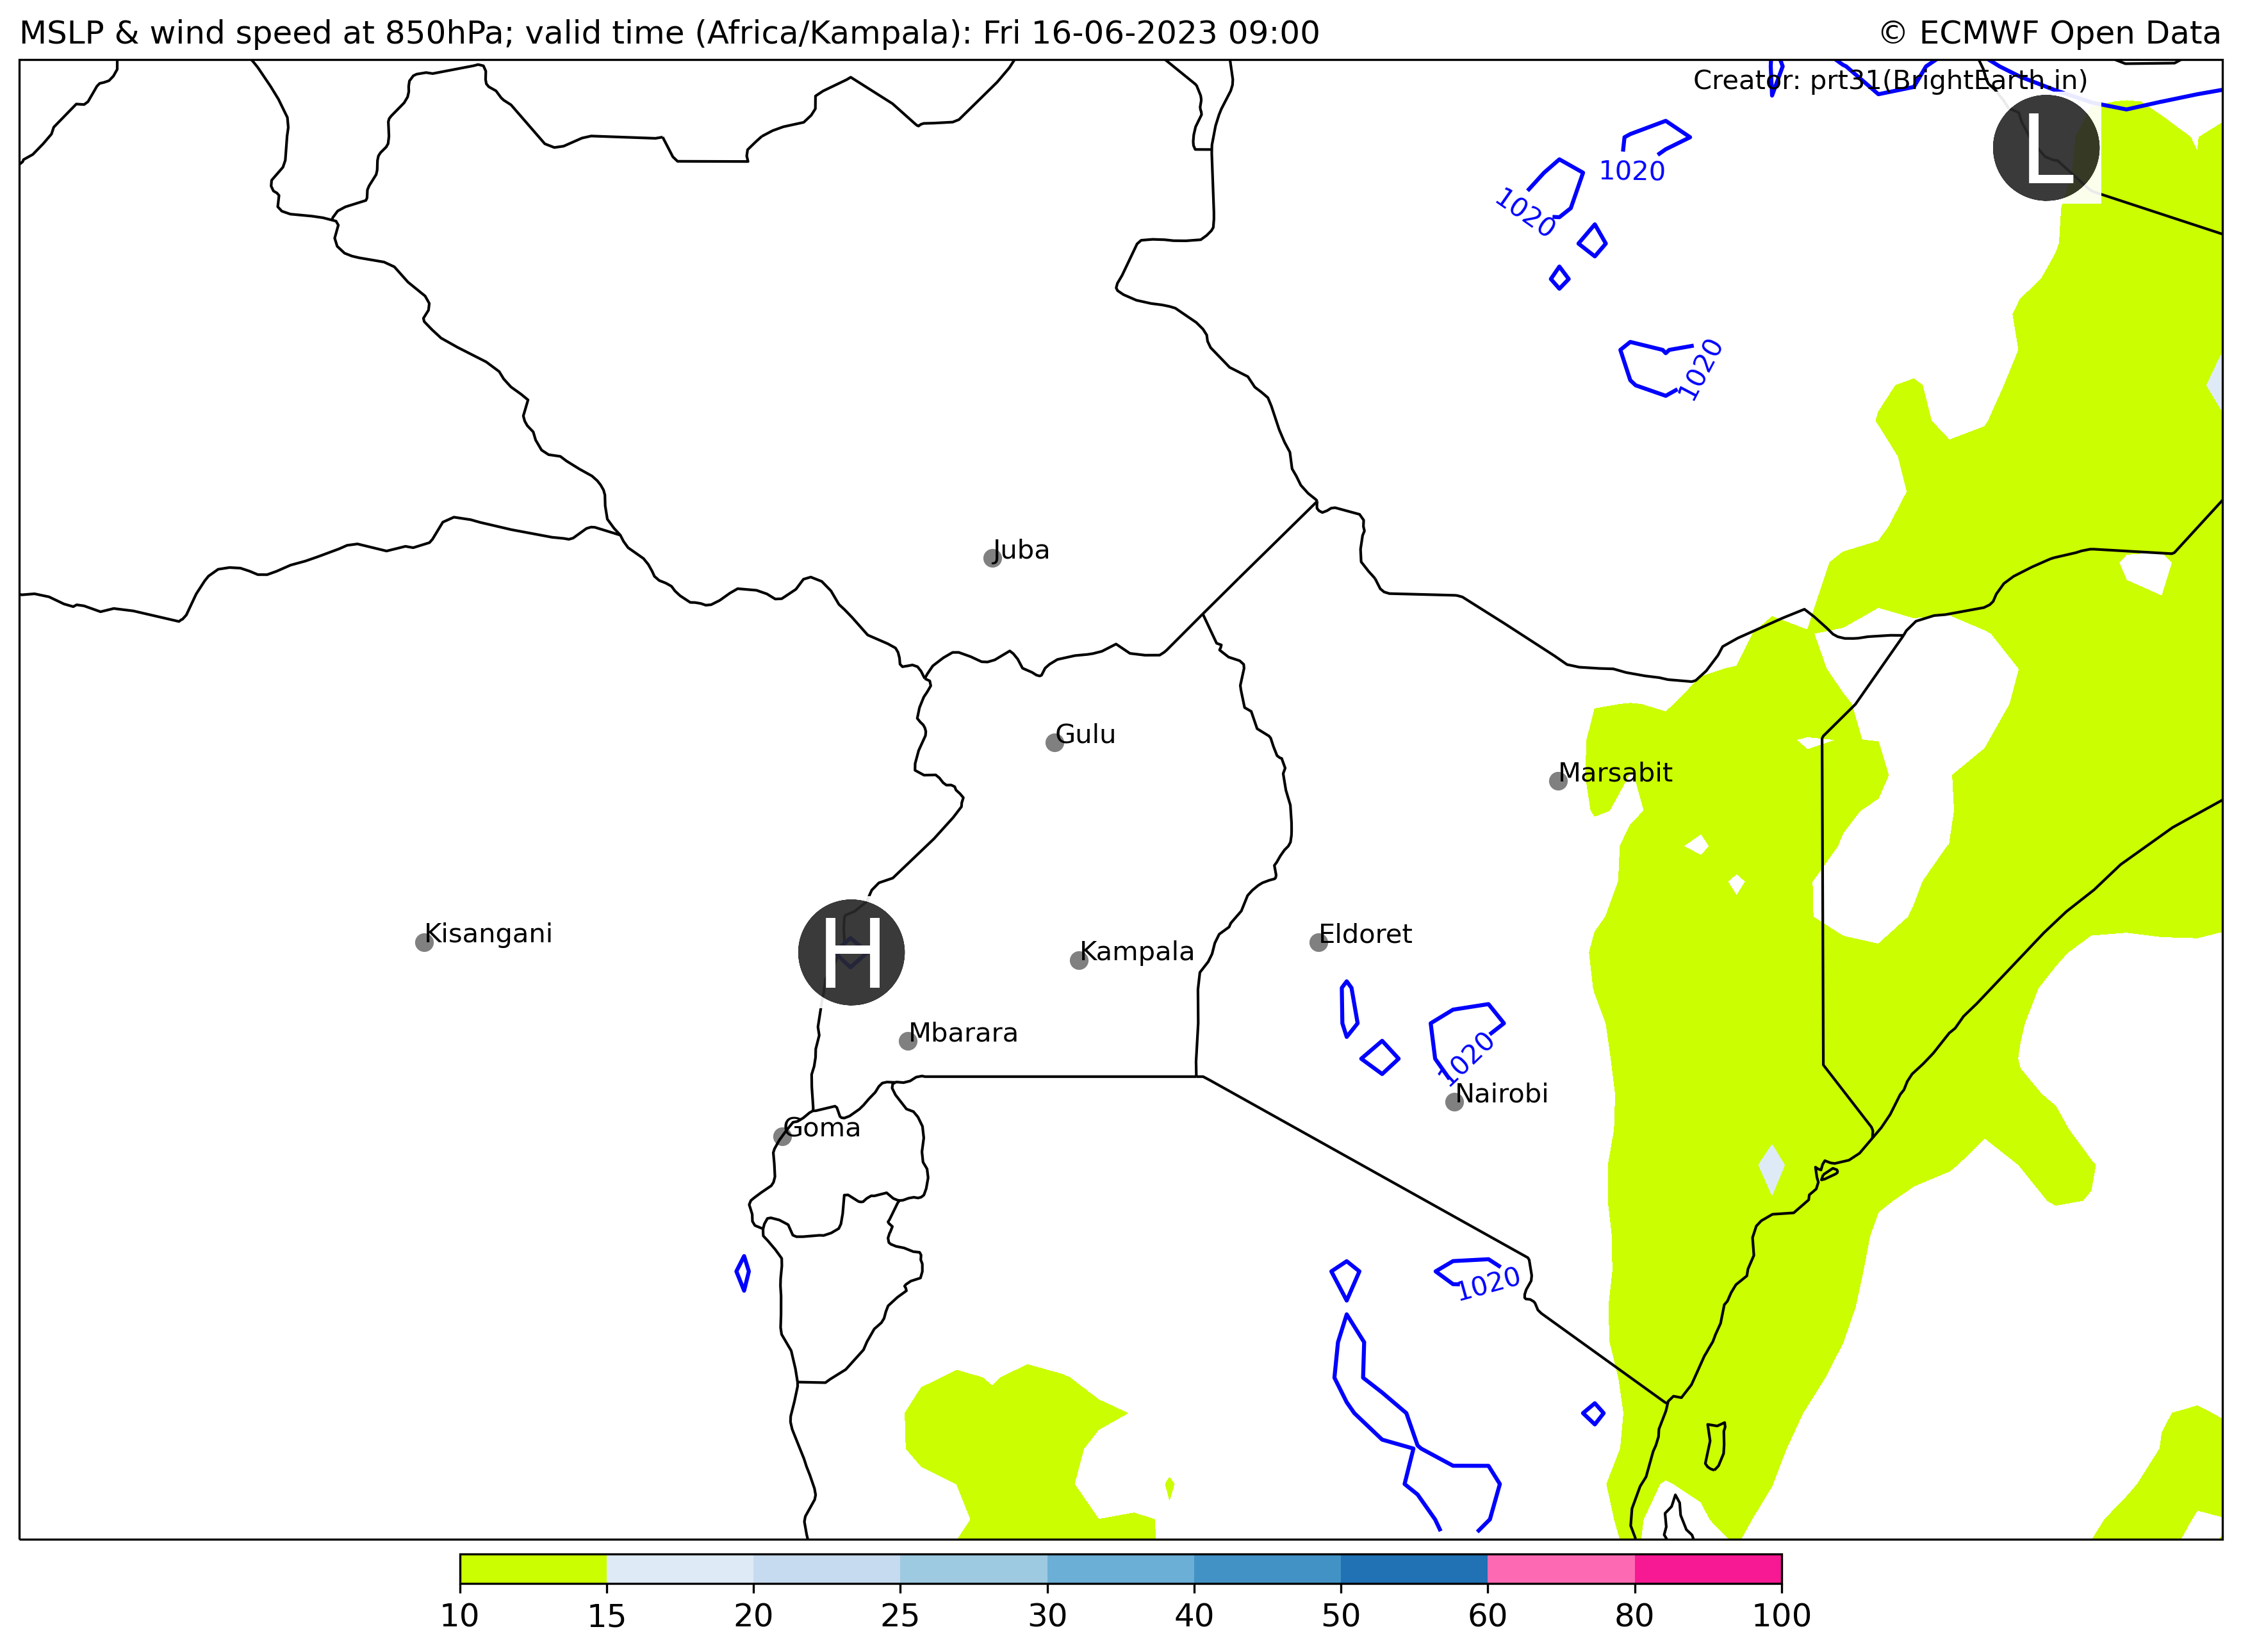 MSLP & wind speed at 850hPa; valid time (Africa/Kampala): Fri 16-06-2023 09:00
© ECMWF Open Data
Creator: prt31(BrightEarth.in)
L
1020
1020
1020
Juba
Gulu
Marsabit
Kisangani
H
Kampala
Eldoret
Mbarara
1020
Nairobi
Goma
1020
10 15 20 25 30 40 50 60 80 100